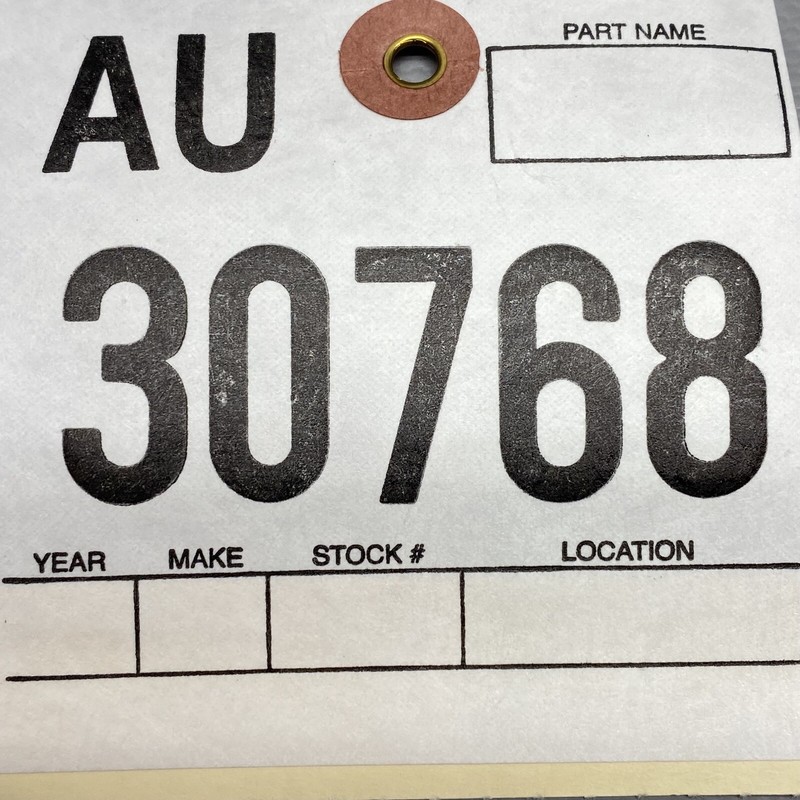 AU
PART NAME
30768
YEAR MAKE STOCK # LOCATION